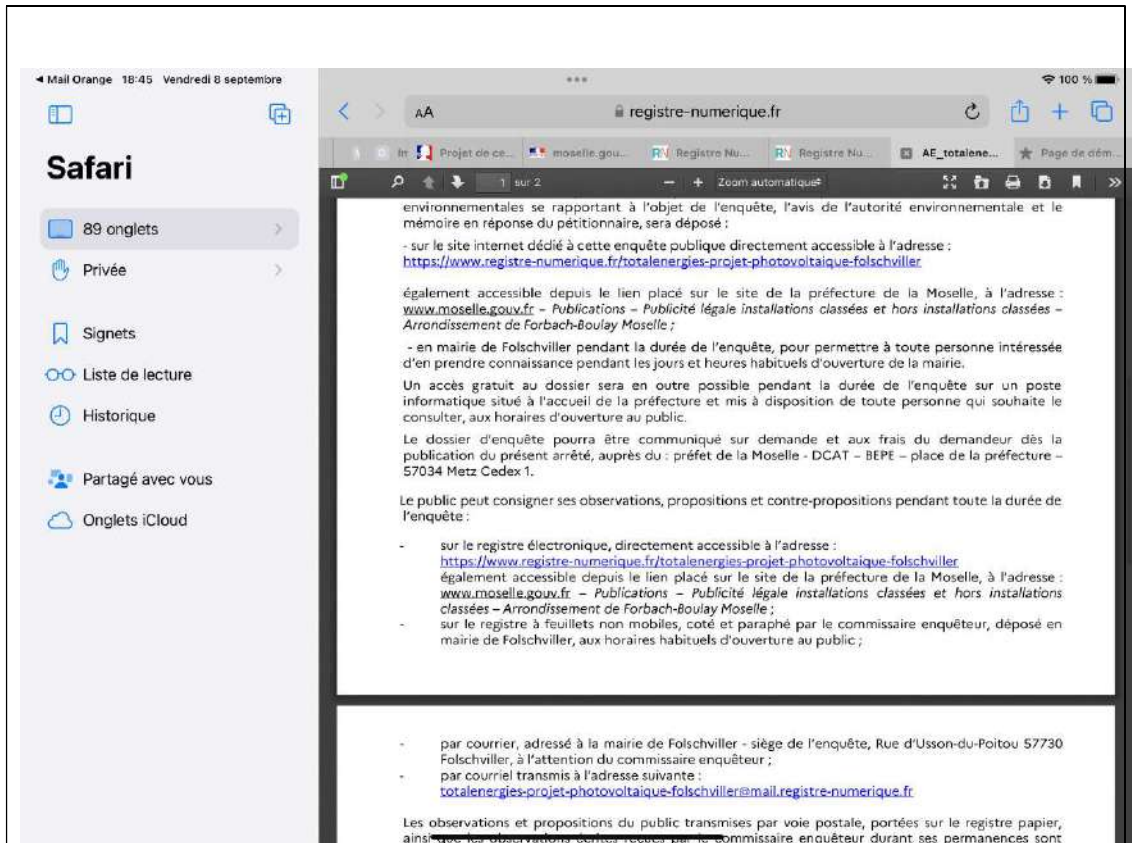 Mail Orange 18:45 Vendredi 8 septembre
100 %
AA
registre-numerique.fr
Safari
Projet de ce...
moselle.gou...
RN Registre Nu...
RN Registre Nu...
AE_totalene...
Page de dém...
1 sur 2
Zoom automatique
89 onglets
Privée
Signets
Liste de lecture
Historique
Partagé avec vous
Onglets iCloud
environnementales se rapportant à l'objet de l'enquête, l'avis de l'autorité environnementale et le
mémoire en réponse du pétitionnaire, sera déposé :
- sur le site internet dédié à cette enquête publique directement accessible à l'adresse :
https://www.registre-numerique.fr/totalenergies-projet-photovoltaique-folschviller
également accessible depuis le lien placé sur le site de la préfecture de la Moselle, à l'adresse :
www.moselle.gouv.fr – Publications – Publicité légale installations classées et hors installations classées –
Arrondissement de Forbach-Boulay Moselle ;
- en mairie de Folschviller pendant la durée de l'enquête, pour permettre à toute personne intéressée
d'en prendre connaissance pendant les jours et heures habituels d'ouverture de la mairie.
Un accès gratuit au dossier sera en outre possible pendant la durée de l'enquête sur un poste
informatique situé à l'accueil de la préfecture et mis à disposition de toute personne qui souhaite le
consulter, aux horaires d'ouverture au public.
Le dossier d'enquête pourra être communiqué sur demande et aux frais du demandeur dès la
publication du présent arrêté, auprès du : préfet de la Moselle - DCAT – BEPE – place de la préfecture –
57034 Metz Cedex 1.
Le public peut consigner ses observations, propositions et contre-propositions pendant toute la durée de
l'enquête :
- sur le registre électronique, directement accessible à l'adresse :
https://www.registre-numerique.fr/totalenergies-projet-photovoltaique-folschviller
également accessible depuis le lien placé sur le site de la préfecture de la Moselle, à l'adresse :
www.moselle.gouv.fr – Publications – Publicité légale installations classées et hors installations
classées – Arrondissement de Forbach-Boulay Moselle ;
- sur le registre à feuillets non mobiles, coté et paraphé par le commissaire enquêteur, déposé en
mairie de Folschviller, aux horaires habituels d'ouverture au public ;
- par courrier, adressé à la mairie de Folschviller - siège de l'enquête, Rue d'Usson-du-Poitou 57730
Folschviller, à l'attention du commissaire enquêteur ;
- par courriel transmis à l'adresse suivante :
totalenergies-projet-photovoltaique-folschviller@mail.registre-numerique.fr
Les observations et propositions du public transmises par voie postale, portées sur le registre papier,
ainsi que les observations écrites reçues par le commissaire enquêteur durant ses permanences sont